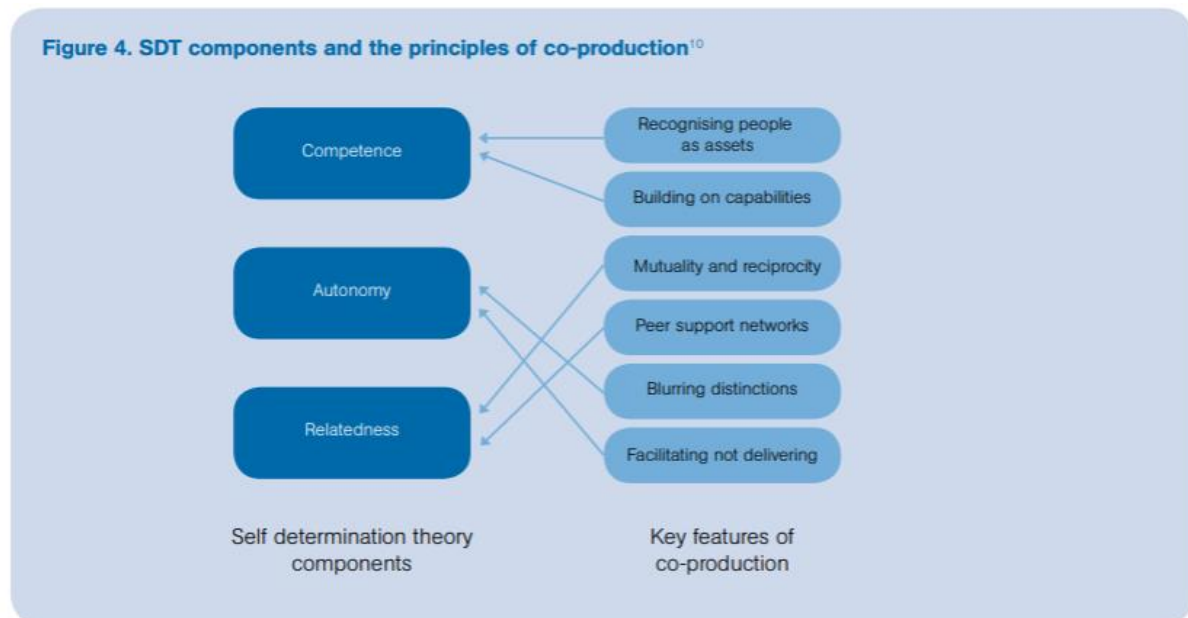 Figure 4. SDT components and the principles of co-production10
Competence
Autonomy
Relatedness
Self determination theory
components
Recognising people
as assets
Building on capabilities
Mutuality and reciprocity
Peer support networks
Blurring distinctions
Facilitating not delivering
Key features of
co-production